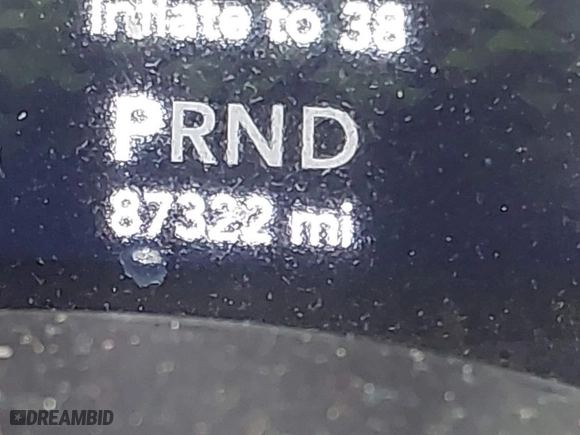 Inflate to 38
PRND
87322 mi
DREAMBID